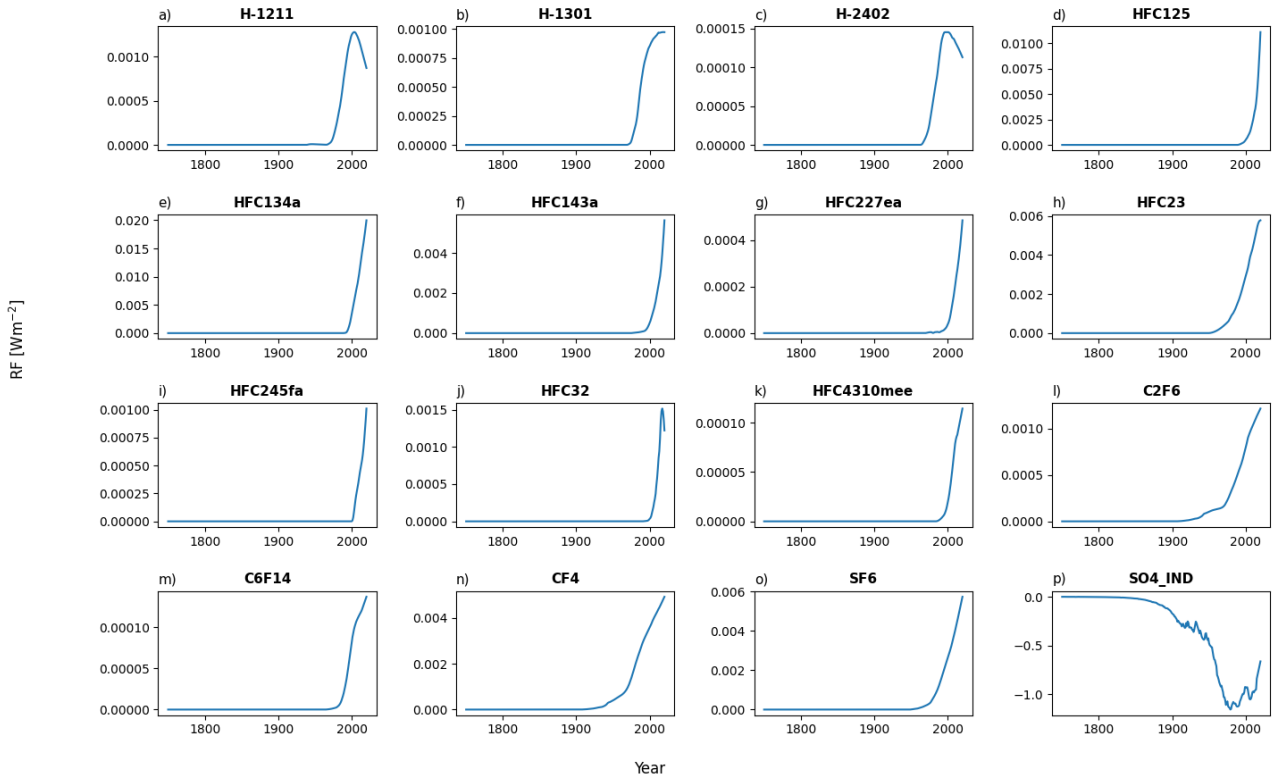 a) H-1211
b) H-1301
c) H-2402
d) HFC125
0.0010
0.0005
0.0000
1800 1900 2000
0.00100
0.00075
0.00050
0.00025
0.00000
1800 1900 2000
0.00015
0.00010
0.00005
0.00000
1800 1900 2000
0.0100
0.0075
0.0050
0.0025
0.0000
1800 1900 2000
e) HFC134a
f) HFC143a
g) HFC227ea
h) HFC23
0.020
0.015
0.010
0.005
0.000
1800 1900 2000
0.004
0.002
0.000
1800 1900 2000
0.0004
0.0002
0.0000
1800 1900 2000
0.006
0.004
0.002
0.000
1800 1900 2000
RF [Wm⁻²]
i) HFC245fa
j) HFC32
k) HFC4310mee
l) C2F6
0.00100
0.00075
0.00050
0.00025
0.00000
1800 1900 2000
0.0015
0.0010
0.0005
0.0000
1800 1900 2000
0.00010
0.00005
0.00000
1800 1900 2000
0.0010
0.0005
0.0000
1800 1900 2000
m) C6F14
n) CF4
o) SF6
p) SO4_IND
0.00010
0.00005
0.00000
1800 1900 2000
0.004
0.002
0.000
1800 1900 2000
0.006
0.004
0.002
0.000
1800 1900 2000
0.0
−0.5
−1.0
1800 1900 2000
Year